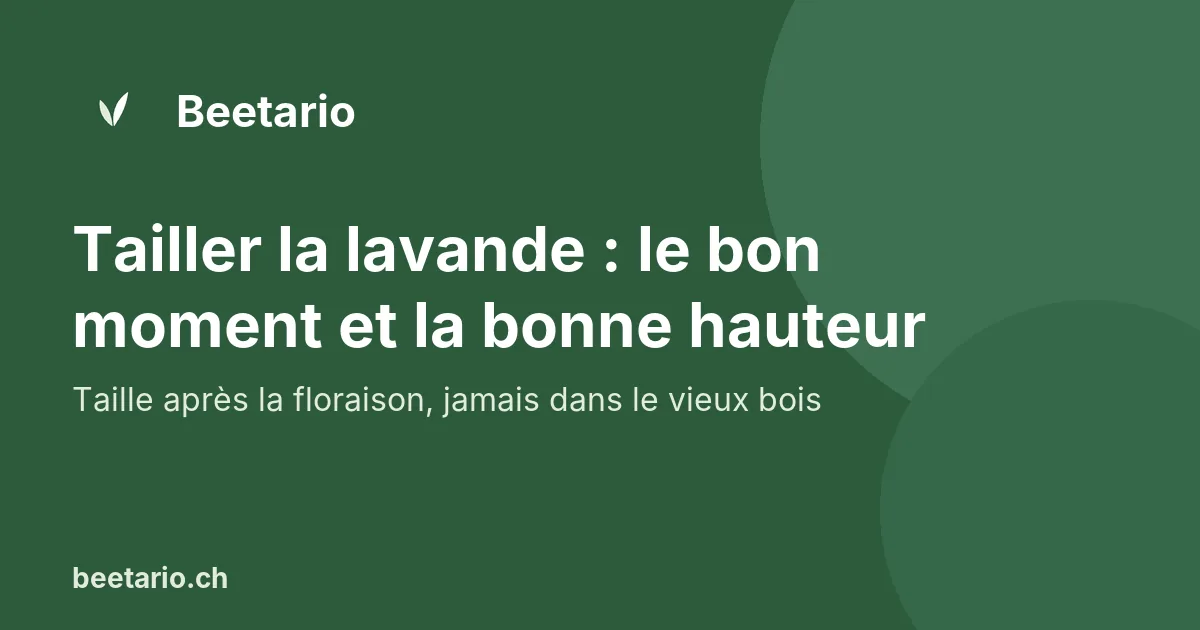 Beetario
Tailler la lavande : le bon
moment et la bonne hauteur
Taille après la floraison, jamais dans le vieux bois
beetario.ch